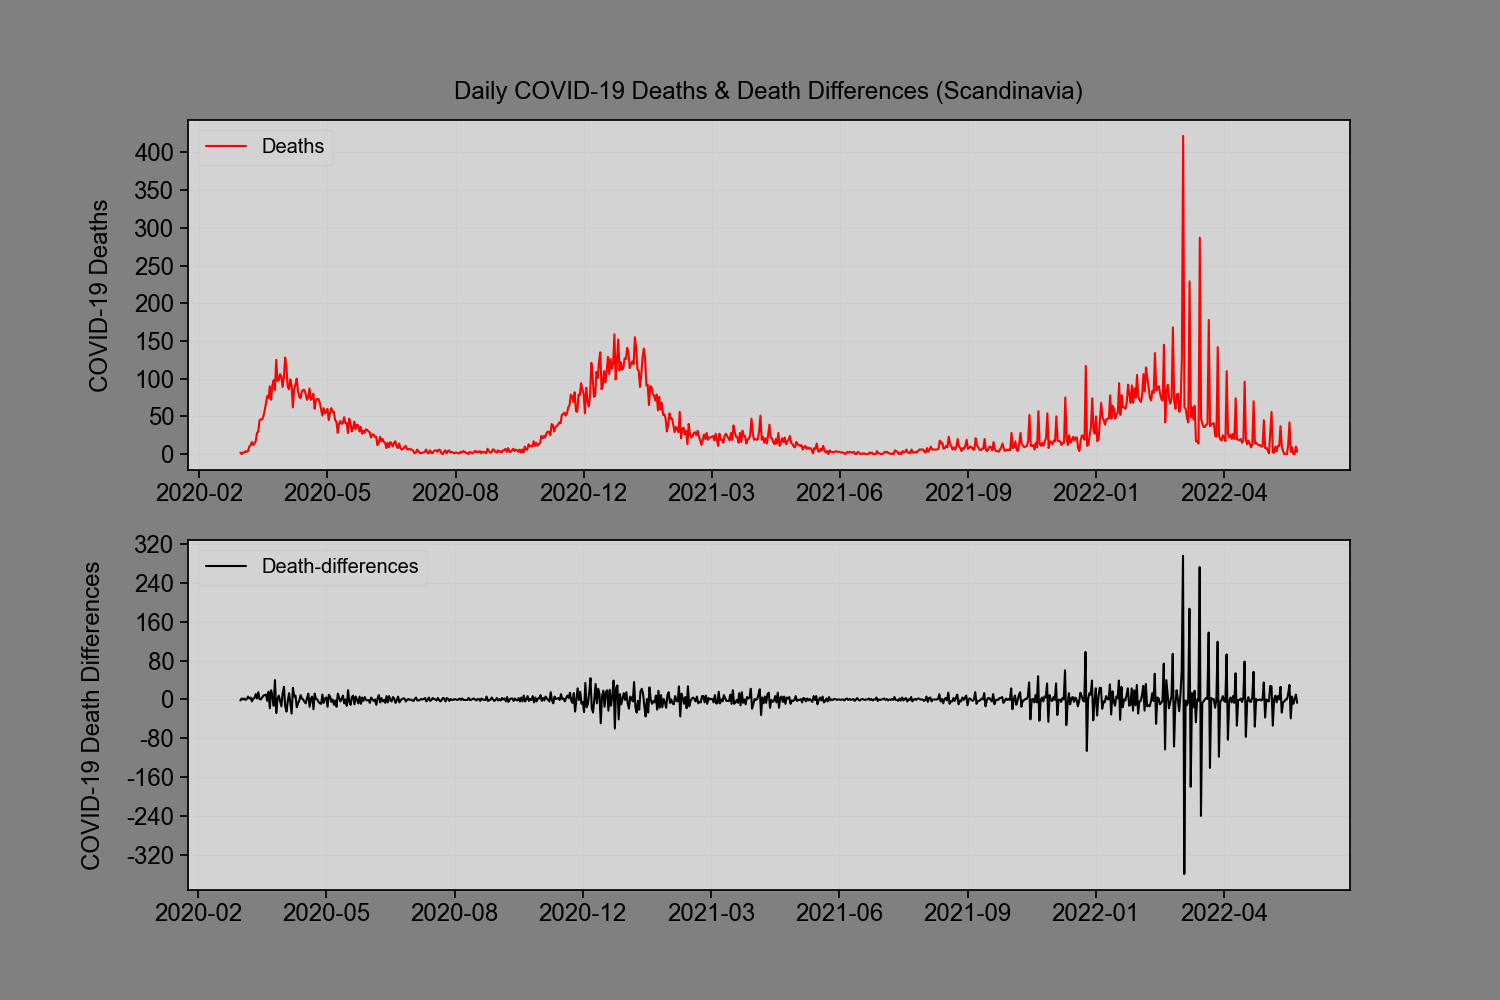 Daily COVID-19 Deaths & Death Differences (Scandinavia)
COVID-19 Deaths
Deaths
400
350
300
250
200
150
100
50
0
2020-02 2020-05 2020-08 2020-12 2021-03 2021-06 2021-09 2022-01 2022-04
COVID-19 Death Differences
Death-differences
320
240
160
80
0
-80
-160
-240
-320
2020-02 2020-05 2020-08 2020-12 2021-03 2021-06 2021-09 2022-01 2022-04